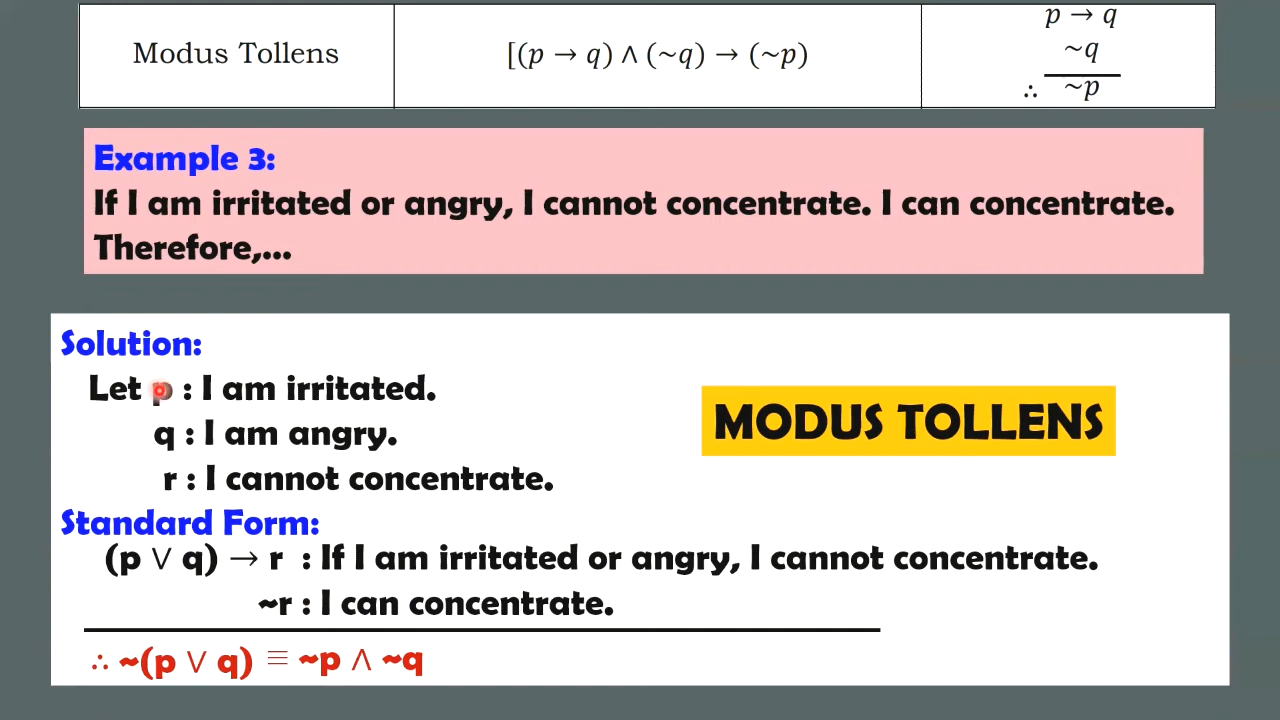 Modus Tollens
[(p → q) ∧ (~q) → (~p)
p → q
~q
∴ ~p
Example 3:
If I am irritated or angry, I cannot concentrate. I can concentrate.
Therefore,...
Solution:
Let p : I am irritated.
q : I am angry.
r : I cannot concentrate.
MODUS TOLLENS
Standard Form:
(p ∨ q) → r : If I am irritated or angry, I cannot concentrate.
~r : I can concentrate.
∴ ~(p ∨ q) ≡ ~p ∧ ~q